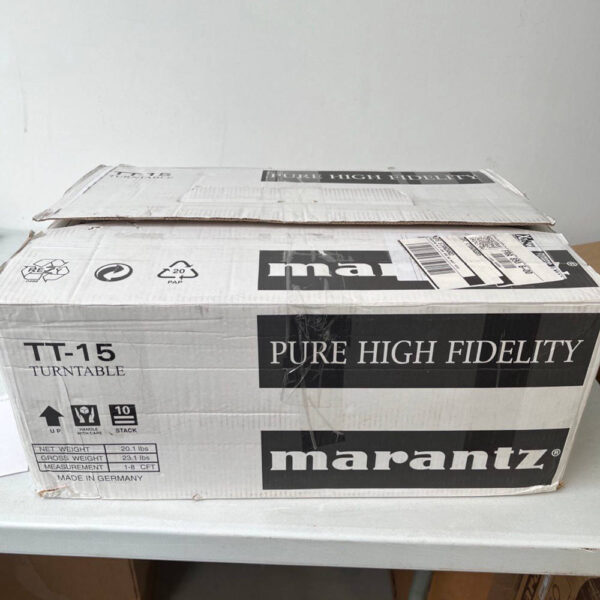 TT-15
TURNTABLE
PURE HIGH FIDELITY
RESY
20
PAP
TT-15
TURNTABLE
PURE HIGH FIDELITY
UP
HANDLE
WITH CARE
10
STACK
marantz®
NET WEIGHT 20.1 lbs
GROSS WEIGHT 23.1 lbs
MEASUREMENT 1-8 CFT
MADE IN GERMANY